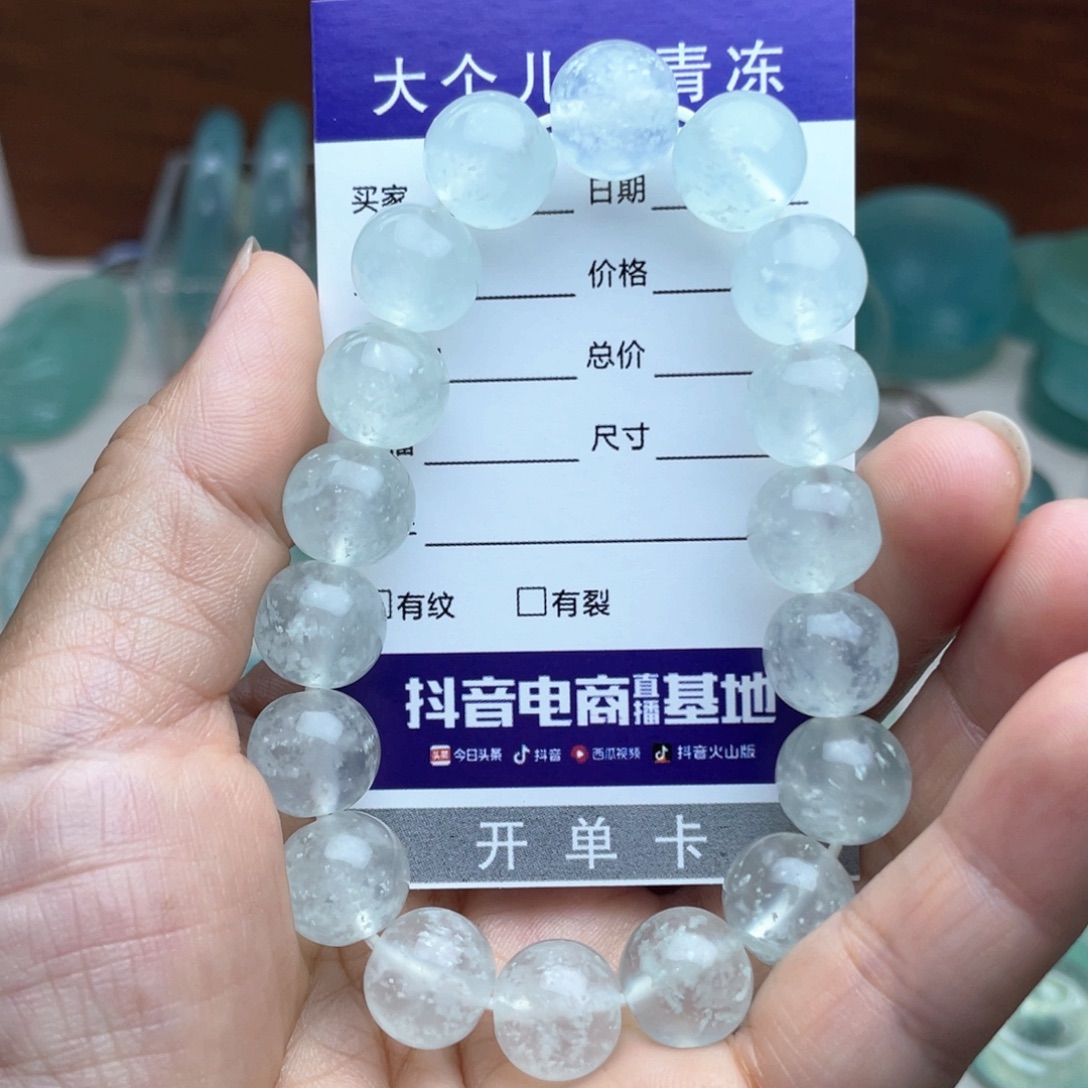 大个儿 青冻
买家 日期
价格
总价
尺寸
□有纹 □有裂
抖音电商直播基地
头条 今日头条 抖音 西瓜视频 抖音火山版
开单卡